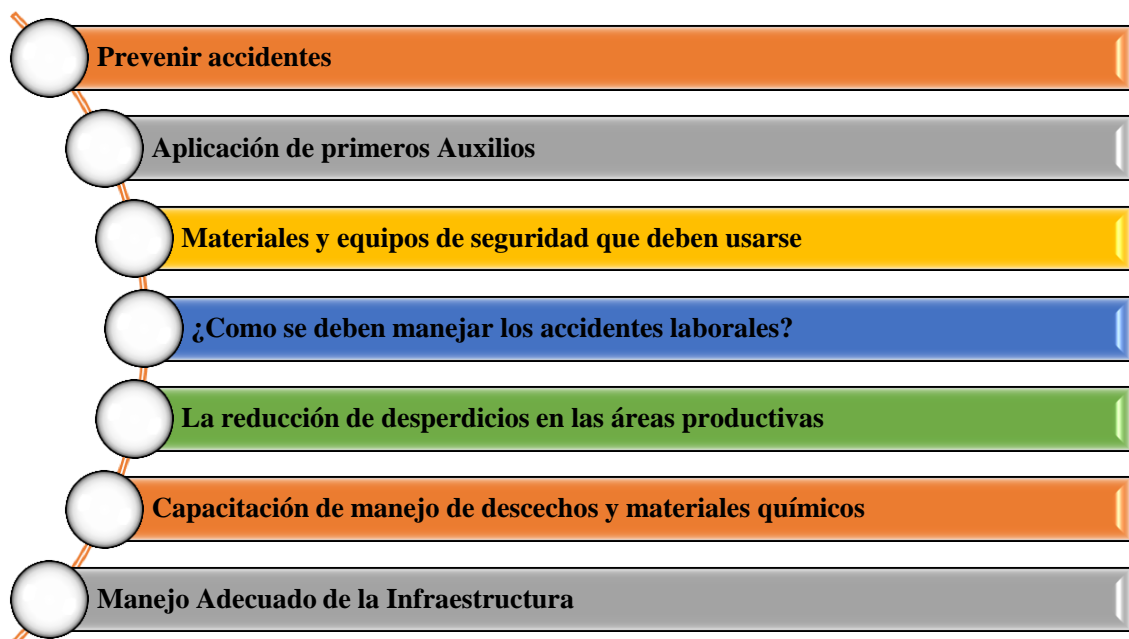 Prevenir accidentes
Aplicación de primeros Auxilios
Materiales y equipos de seguridad que deben usarse
¿Como se deben manejar los accidentes laborales?
La reducción de desperdicios en las áreas productivas
Capacitación de manejo de descechos y materiales químicos
Manejo Adecuado de la Infraestructura